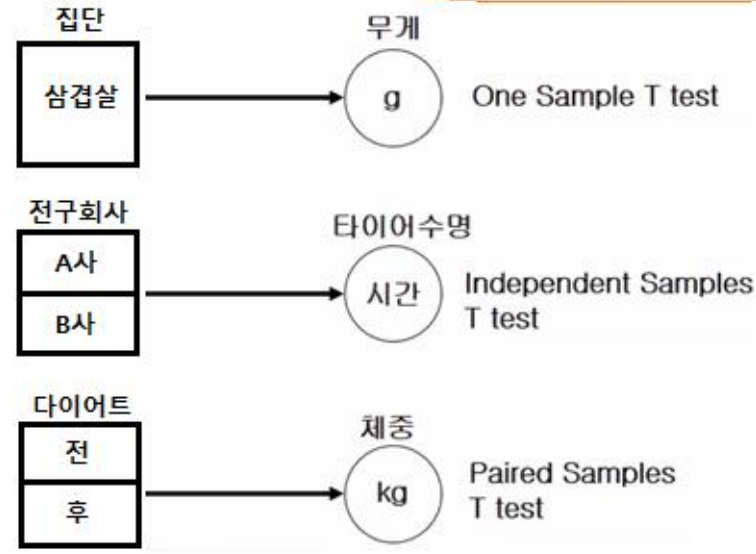 집단
무게
삼겹살
g
One Sample T test
전구회사
타이어수명
A사
B사
시간
Independent Samples
T test
다이어트
체중
전
후
kg
Paired Samples
T test